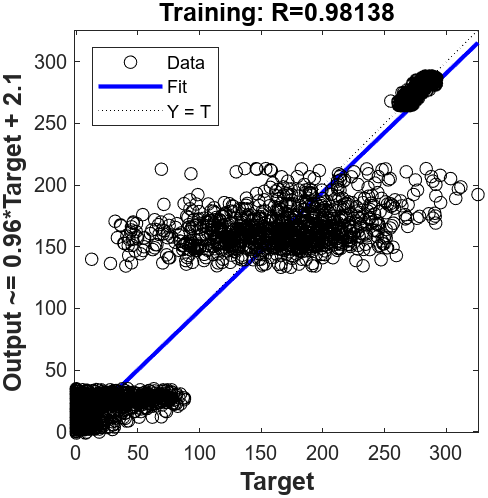 Training: R=0.98138
Output ~= 0.96*Target + 2.1
300
250
200
150
100
50
0
Data
Fit
Y = T
0 50 100 150 200 250 300
Target